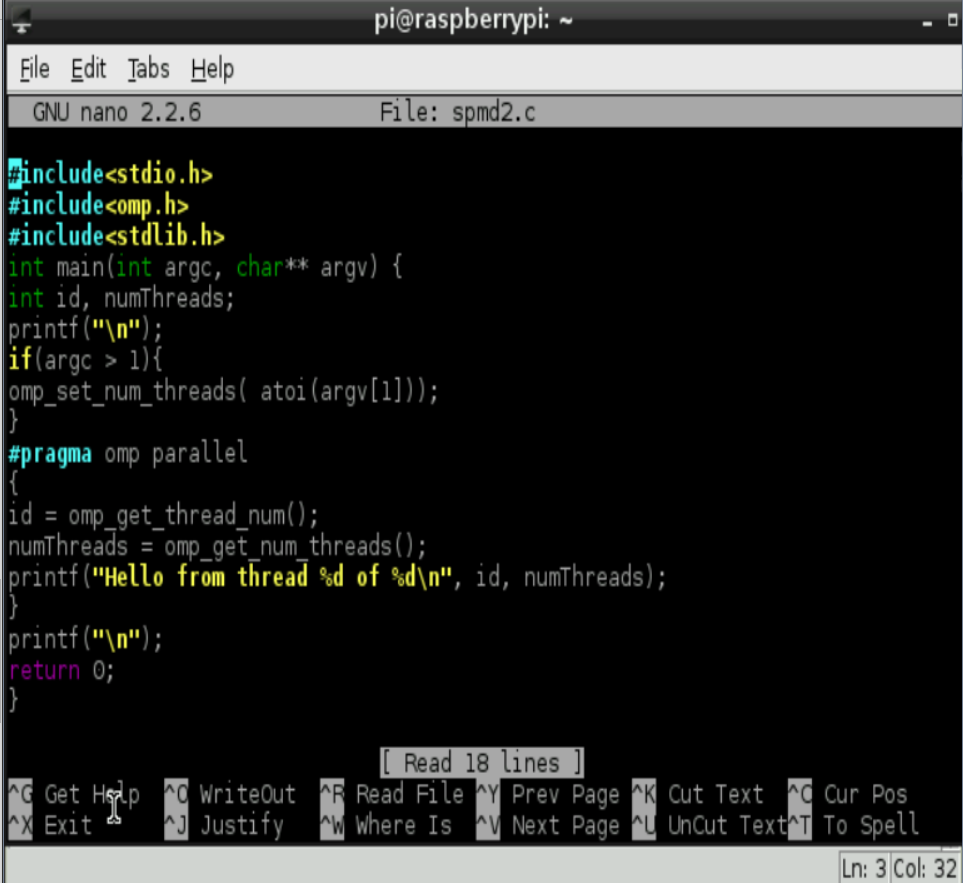 pi@raspberrypi: ~
File Edit Tabs Help
GNU nano 2.2.6 File: spmd2.c
#include<stdio.h>
#include<omp.h>
#include<stdlib.h>
int main(int argc, char** argv) {
int id, numThreads;
printf("\n");
if(argc > 1){
omp_set_num_threads( atoi(argv[1]));
}
#pragma omp parallel
{
id = omp_get_thread_num();
numThreads = omp_get_num_threads();
printf("Hello from thread %d of %d\n", id, numThreads);
}
printf("\n");
return 0;
}
[ Read 18 lines ]
^G Get Help ^O WriteOut ^R Read File ^Y Prev Page ^K Cut Text ^C Cur Pos
^X Exit ^J Justify ^W Where Is ^V Next Page ^U UnCut Text ^T To Spell
Ln: 3 Col: 32